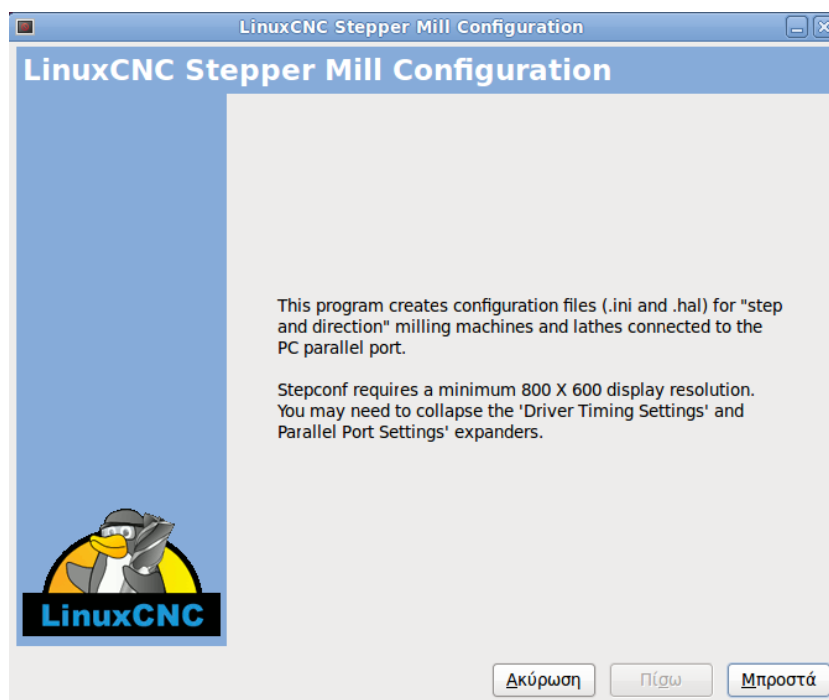 LinuxCNC Stepper Mill Configuration
LinuxCNC Stepper Mill Configuration
This program creates configuration files (.ini and .hal) for "step
and direction" milling machines and lathes connected to the
PC parallel port.
Stepconf requires a minimum 800 X 600 display resolution.
You may need to collapse the 'Driver Timing Settings' and
Parallel Port Settings' expanders.
LinuxCNC
Ακύρωση Πίσω Μπροστά